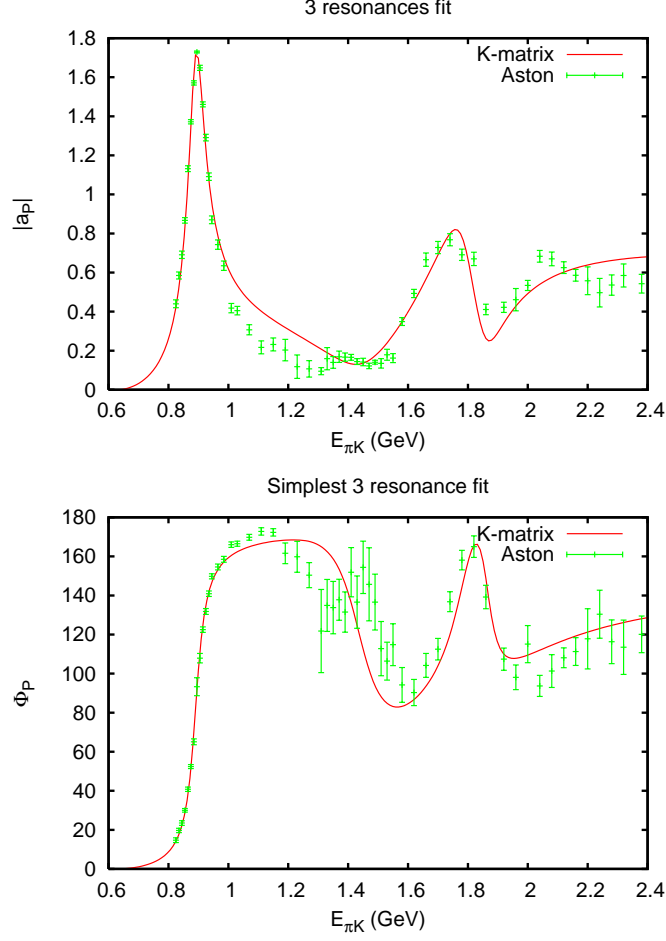 3 resonances fit
|aP|
1.8
1.6
1.4
1.2
1
0.8
0.6
0.4
0.2
0
K-matrix
Aston
0.6 0.8 1 1.2 1.4 1.6 1.8 2 2.2 2.4
EπK (GeV)
Simplest 3 resonance fit
ΦP
180
160
140
120
100
80
60
40
20
0
K-matrix
Aston
0.6 0.8 1 1.2 1.4 1.6 1.8 2 2.2 2.4
EπK (GeV)